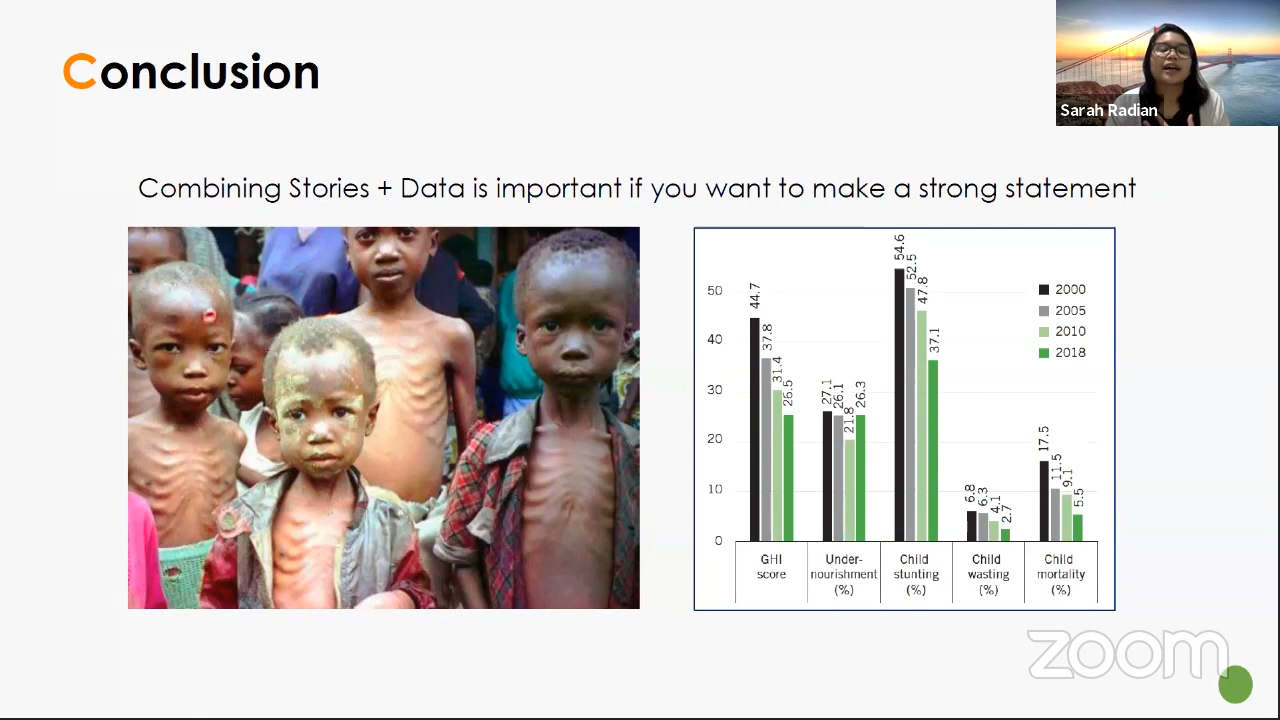 Conclusion
Sarah Radian
Combining Stories + Data is important if you want to make a strong statement
50
40
30
20
10
0
44.7
37.8
31.4
26.5
27.1
26.1
21.8
26.3
54.6
52.5
47.8
37.1
6.8
6.3
4.1
2.7
17.5
11.5
9.1
5.5
2000
2005
2010
2018
GHI
score
Under-
nourishment
(%)
Child
stunting
(%)
Child
wasting
(%)
Child
mortality
(%)
zoom